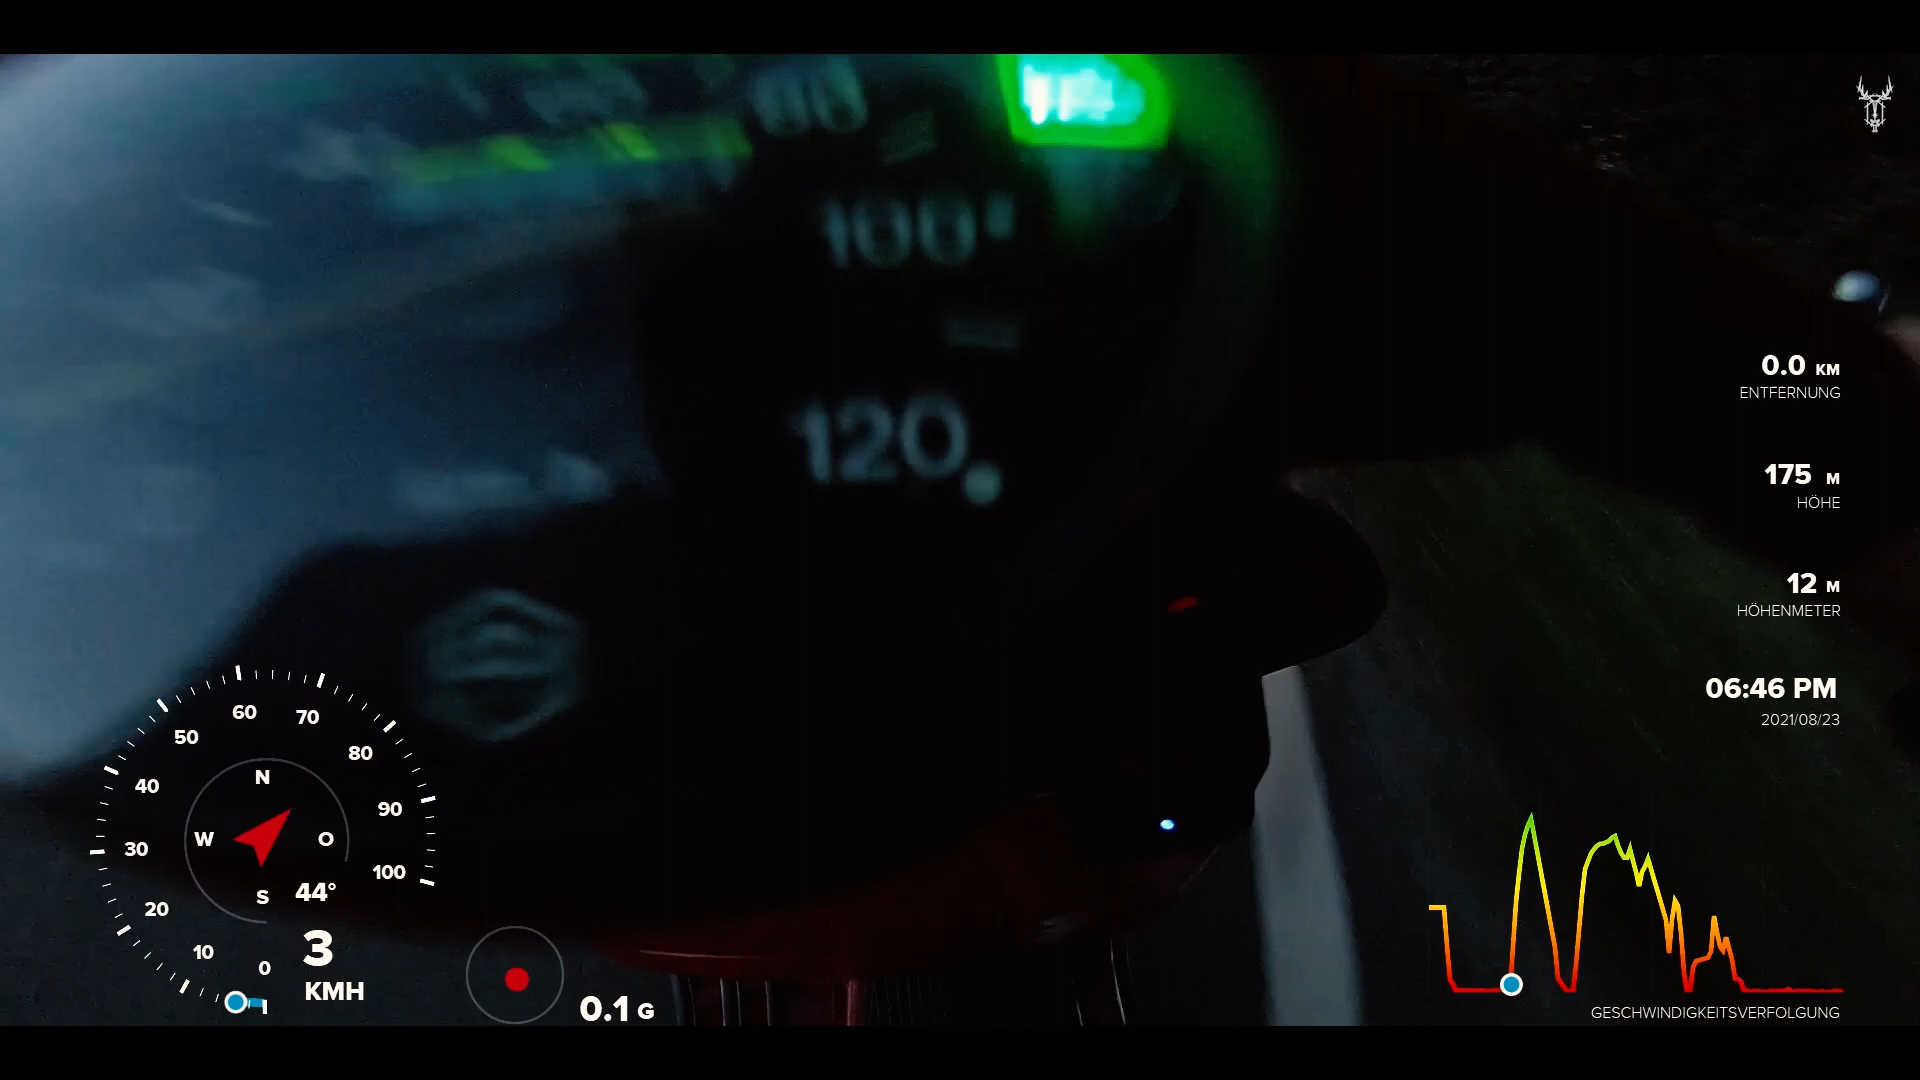 100
120
0.0 KM
ENTFERNUNG
175 M
HÖHE
12 M
HÖHENMETER
06:46 PM
2021/08/23
60
70
50
80
40
N
90
W
O
30
100
S
44°
20
10
3
0
KMH
0.1 G
GESCHWINDIGKEITSVERFOLGUNG